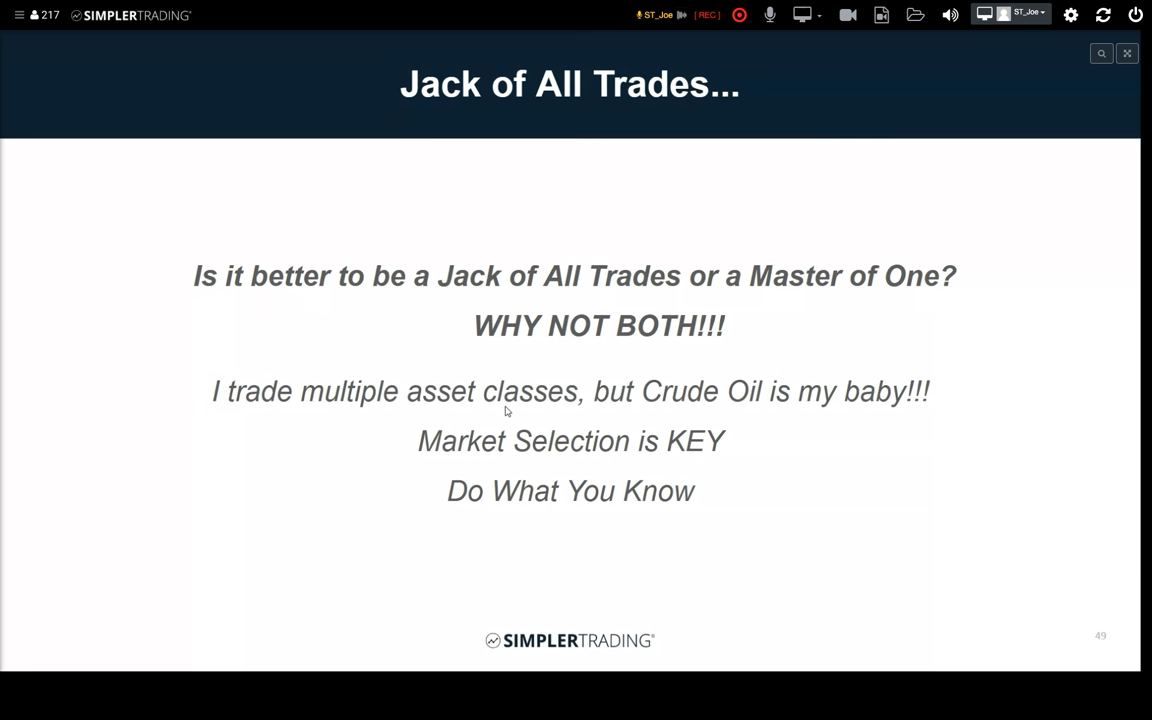 217 SIMPLERTRADING® ST_Joe [ REC ] ST_Joe
Jack of All Trades...
Is it better to be a Jack of All Trades or a Master of One?
WHY NOT BOTH!!!
I trade multiple asset classes, but Crude Oil is my baby!!!
Market Selection is KEY
Do What You Know
SIMPLERTRADING®
49